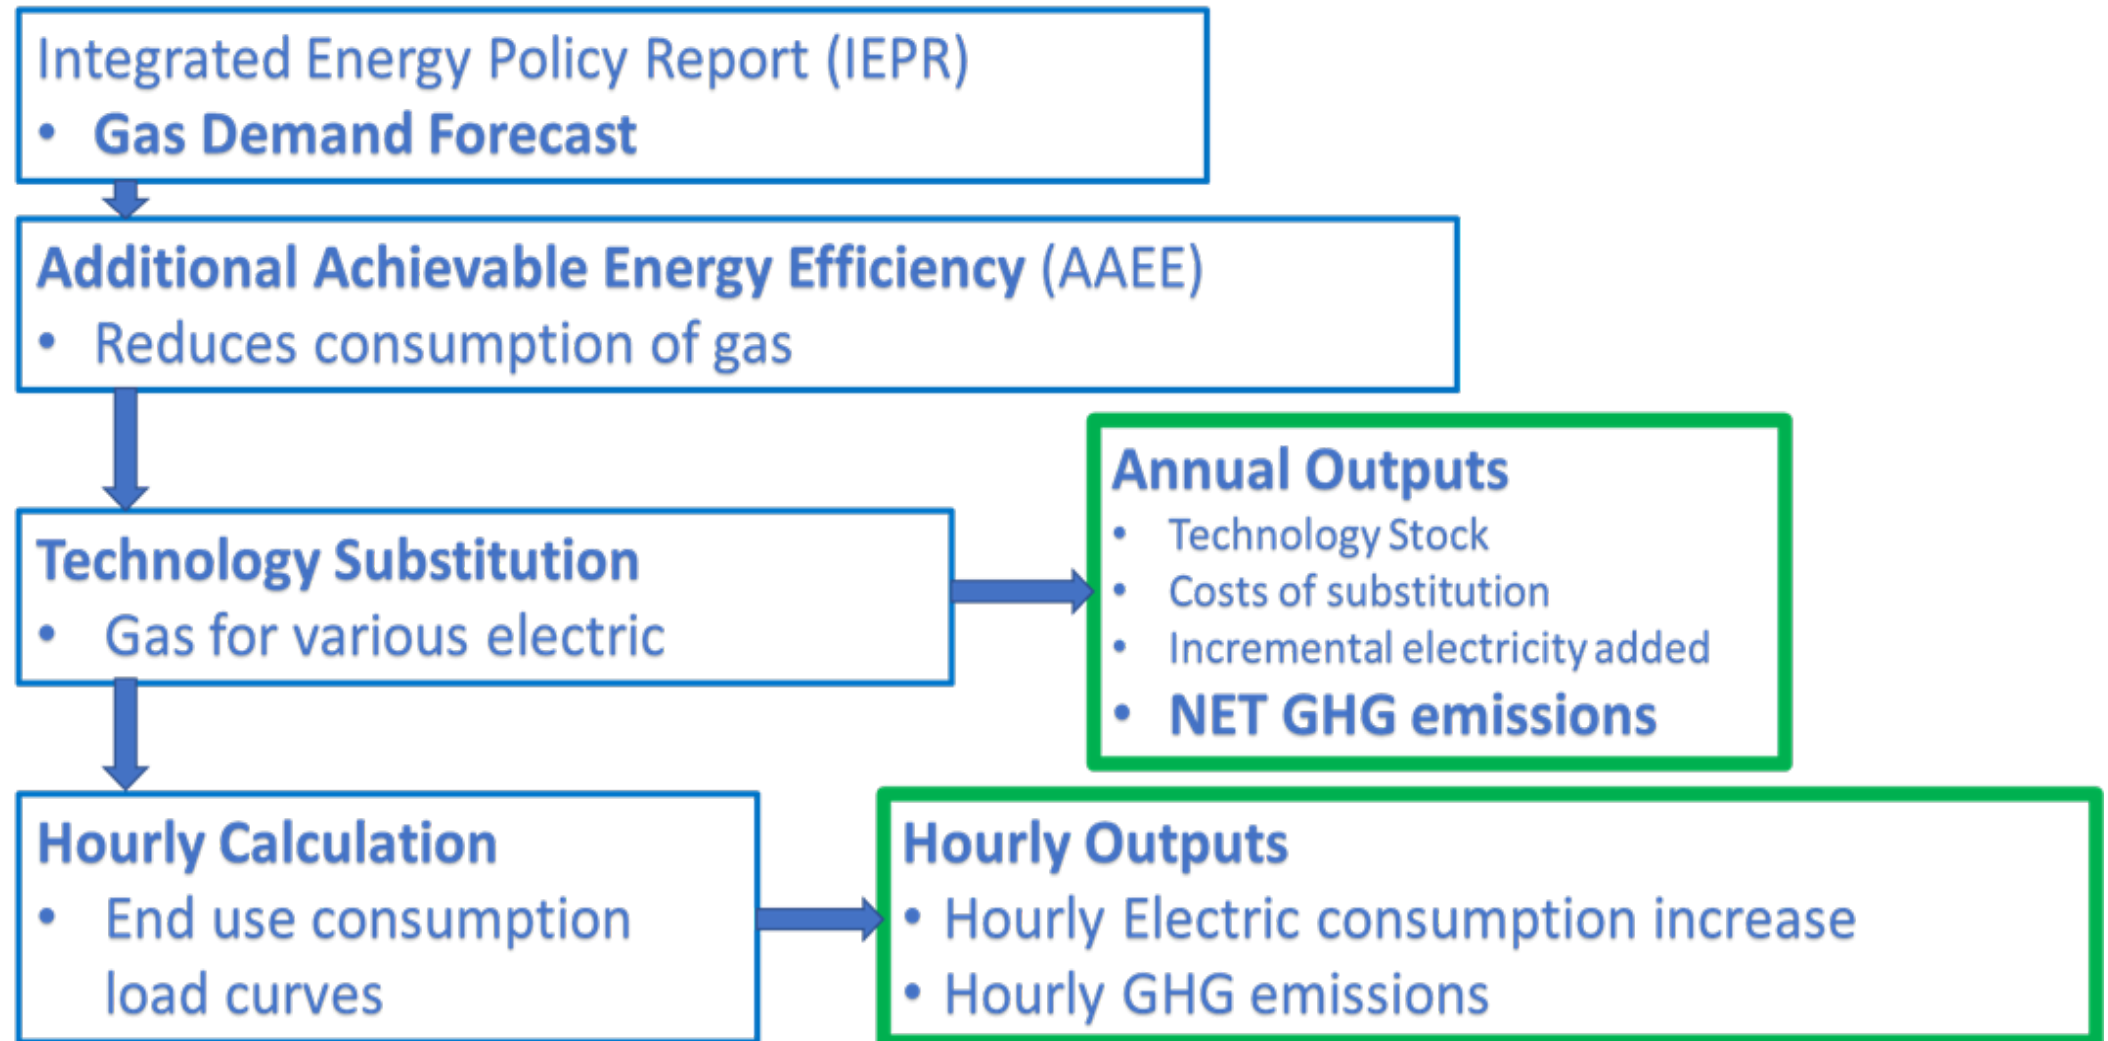 Integrated Energy Policy Report (IEPR)
• Gas Demand Forecast
Additional Achievable Energy Efficiency (AAEE)
• Reduces consumption of gas
Technology Substitution
• Gas for various electric
Annual Outputs
• Technology Stock
• Costs of substitution
• Incremental electricity added
• NET GHG emissions
Hourly Calculation
• End use consumption
load curves
Hourly Outputs
• Hourly Electric consumption increase
• Hourly GHG emissions